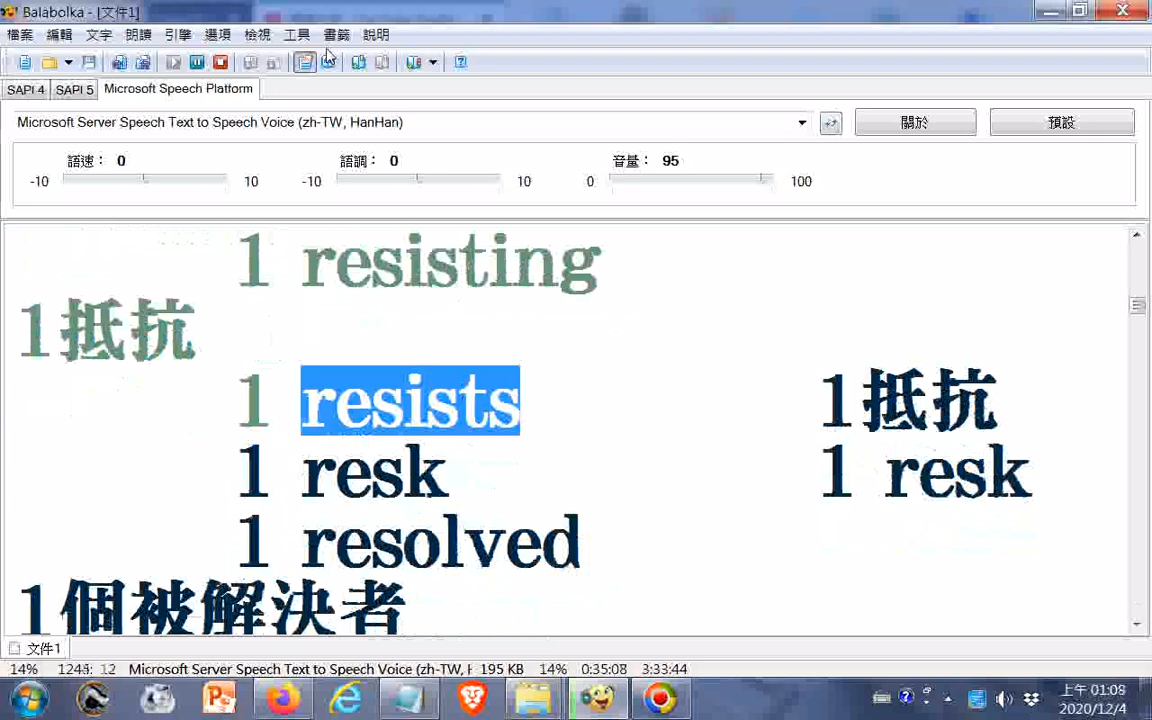 Balabolka - [文件1]
檔案 編輯 文字 朗讀 引擎 選項 檢視 工具 書籤 說明
SAPI 4 SAPI 5 Microsoft Speech Platform
Microsoft Server Speech Text to Speech Voice (zh-TW, HanHan) 關於 預設
語速： 0 語調： 0 音量： 95
-10 10 -10 10 0 100
1 resisting
1抵抗
1 resists 1抵抗
1 resk 1 resk
1 resolved
1個被解決者
文件1
14% 12 Microsoft Server Speech Text to Speech Voice (zh-TW, 195 KB 14% 0:35:08 3:33:44
上午 01:08
2020/12/4